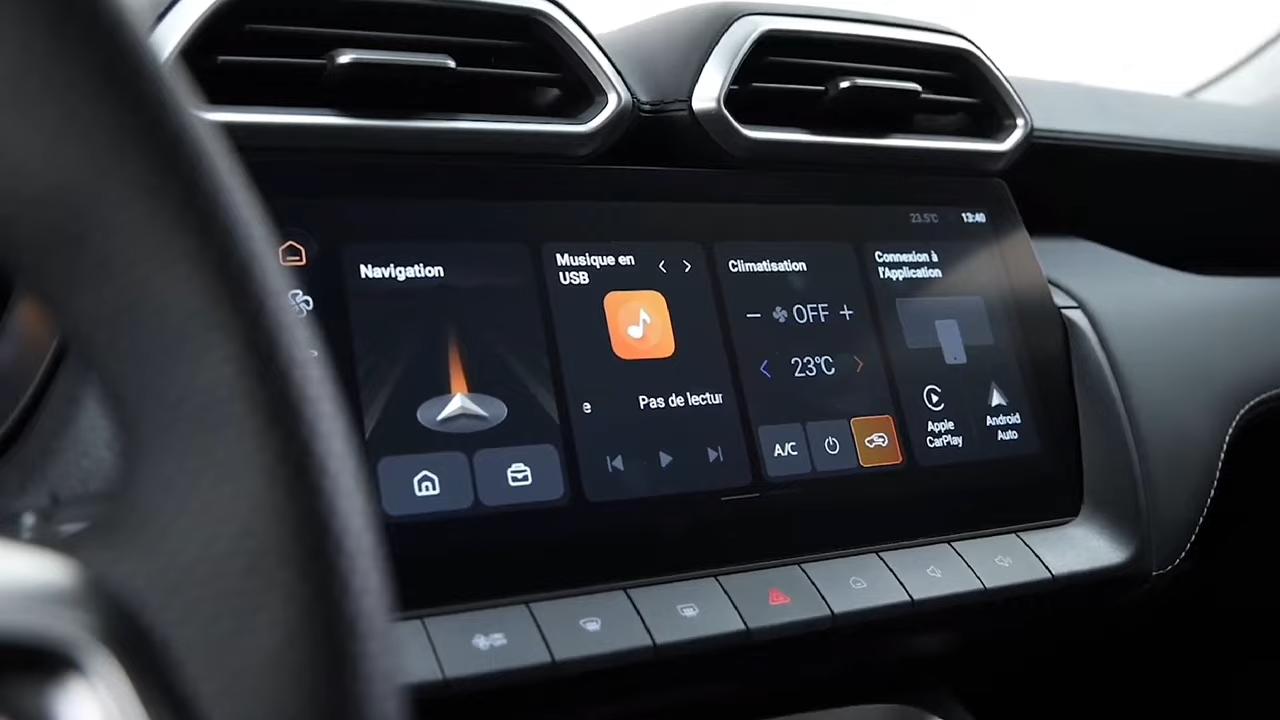 23.5°C 13:40
Navigation
Musique en
USB
e Pas de lectur
Climatisation
− OFF +
23°C
A/C
Connexion à
l'Application
Apple
CarPlay
Android
Auto